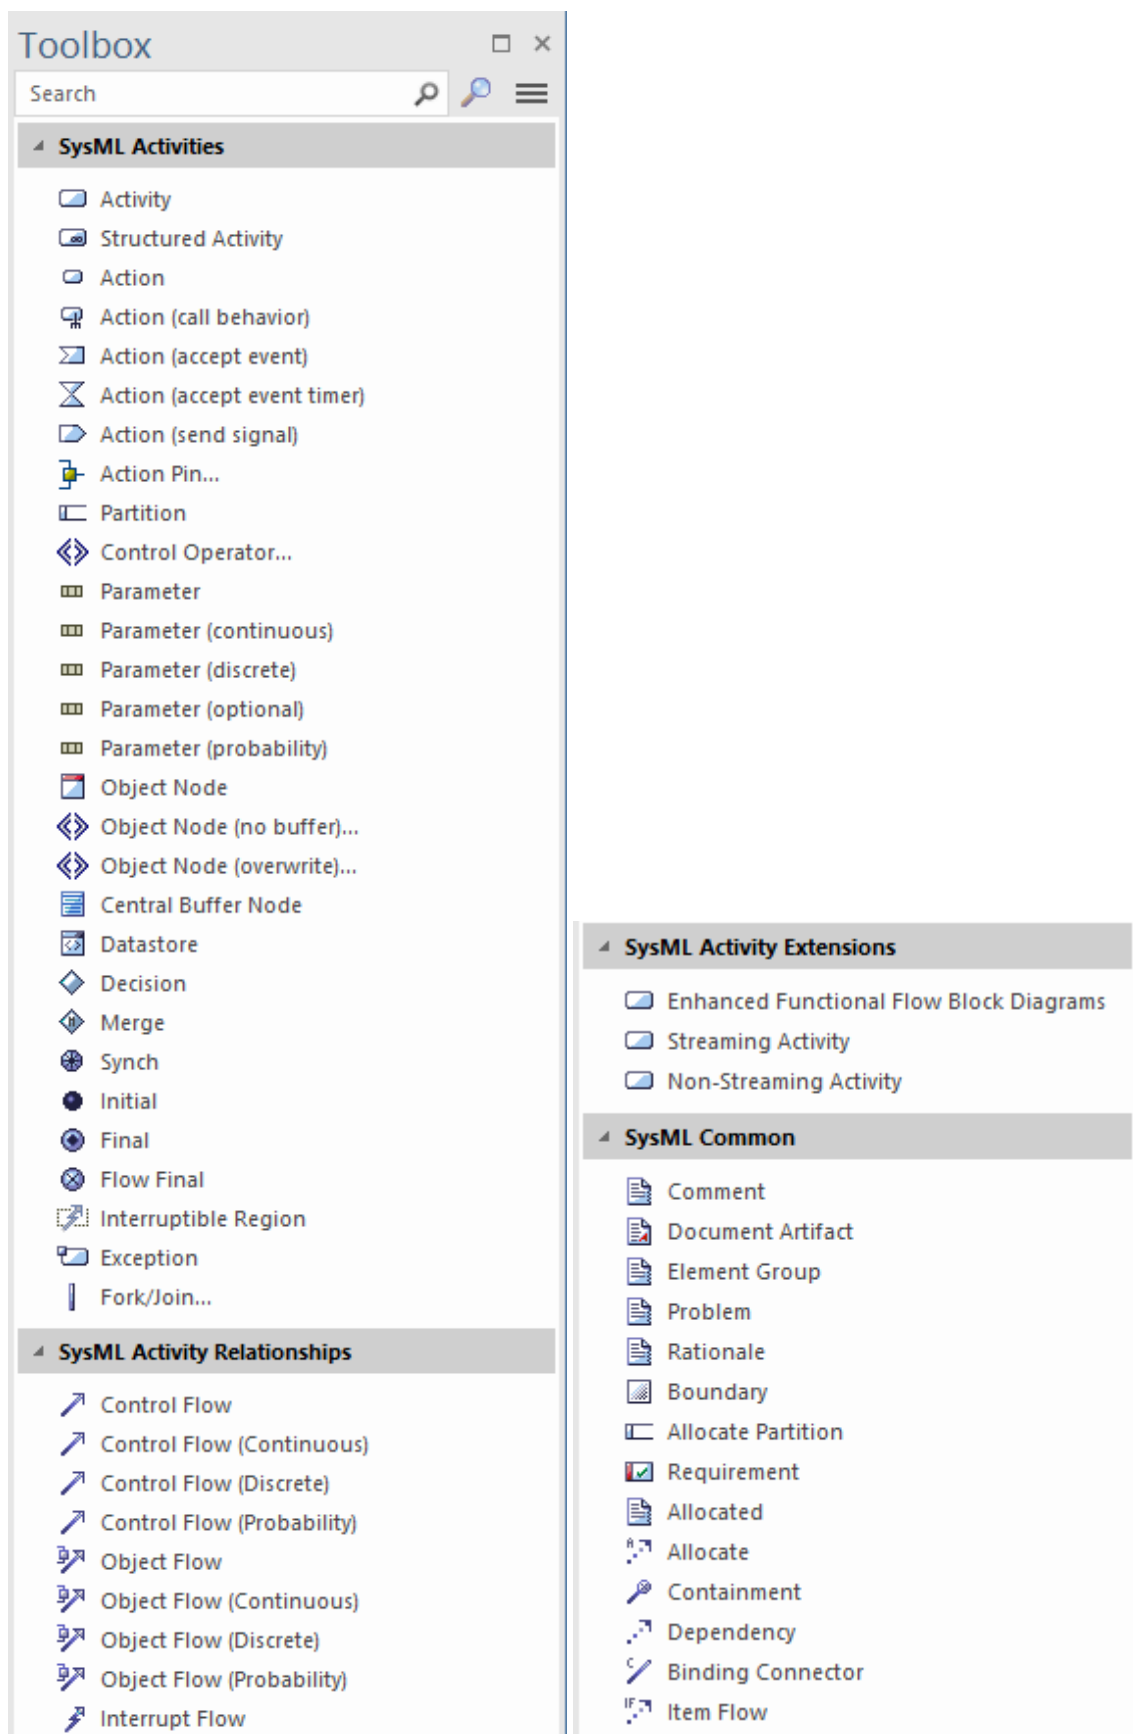 Toolbox
Search
SysML Activities
Activity
Structured Activity
Action
Action (call behavior)
Action (accept event)
Action (accept event timer)
Action (send signal)
Action Pin...
Partition
Control Operator...
Parameter
Parameter (continuous)
Parameter (discrete)
Parameter (optional)
Parameter (probability)
Object Node
Object Node (no buffer)...
Object Node (overwrite)...
Central Buffer Node
Datastore
Decision
Merge
Synch
Initial
Final
Flow Final
Interruptible Region
Exception
Fork/Join...
SysML Activity Relationships
Control Flow
Control Flow (Continuous)
Control Flow (Discrete)
Control Flow (Probability)
Object Flow
Object Flow (Continuous)
Object Flow (Discrete)
Object Flow (Probability)
Interrupt Flow
SysML Activity Extensions
Enhanced Functional Flow Block Diagrams
Streaming Activity
Non-Streaming Activity
SysML Common
Comment
Document Artifact
Element Group
Problem
Rationale
Boundary
Allocate Partition
Requirement
Allocated
Allocate
Containment
Dependency
Binding Connector
Item Flow